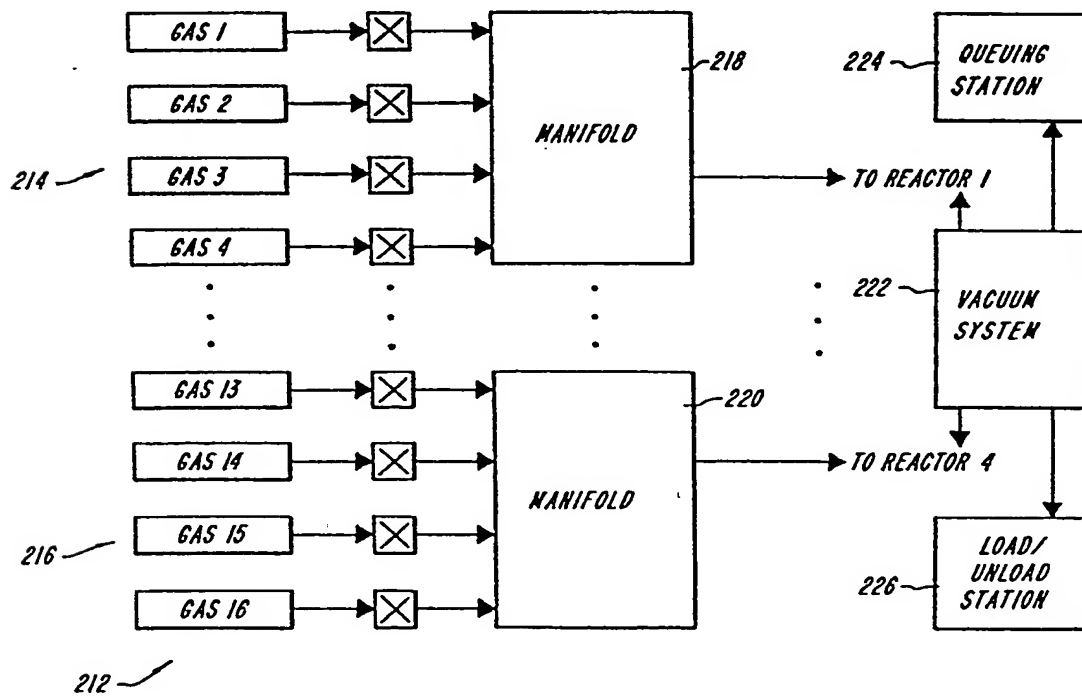 GAS 1
218
224
QUEUING
STATION
GAS 2
MANIFOLD
GAS 3
214
TO REACTOR 1
GAS 4
222
VACUUM
SYSTEM
GAS 13
220
GAS 14
TO REACTOR 4
MANIFOLD
GAS 15
216
LOAD/
UNLOAD
STATION
226
GAS 16
212